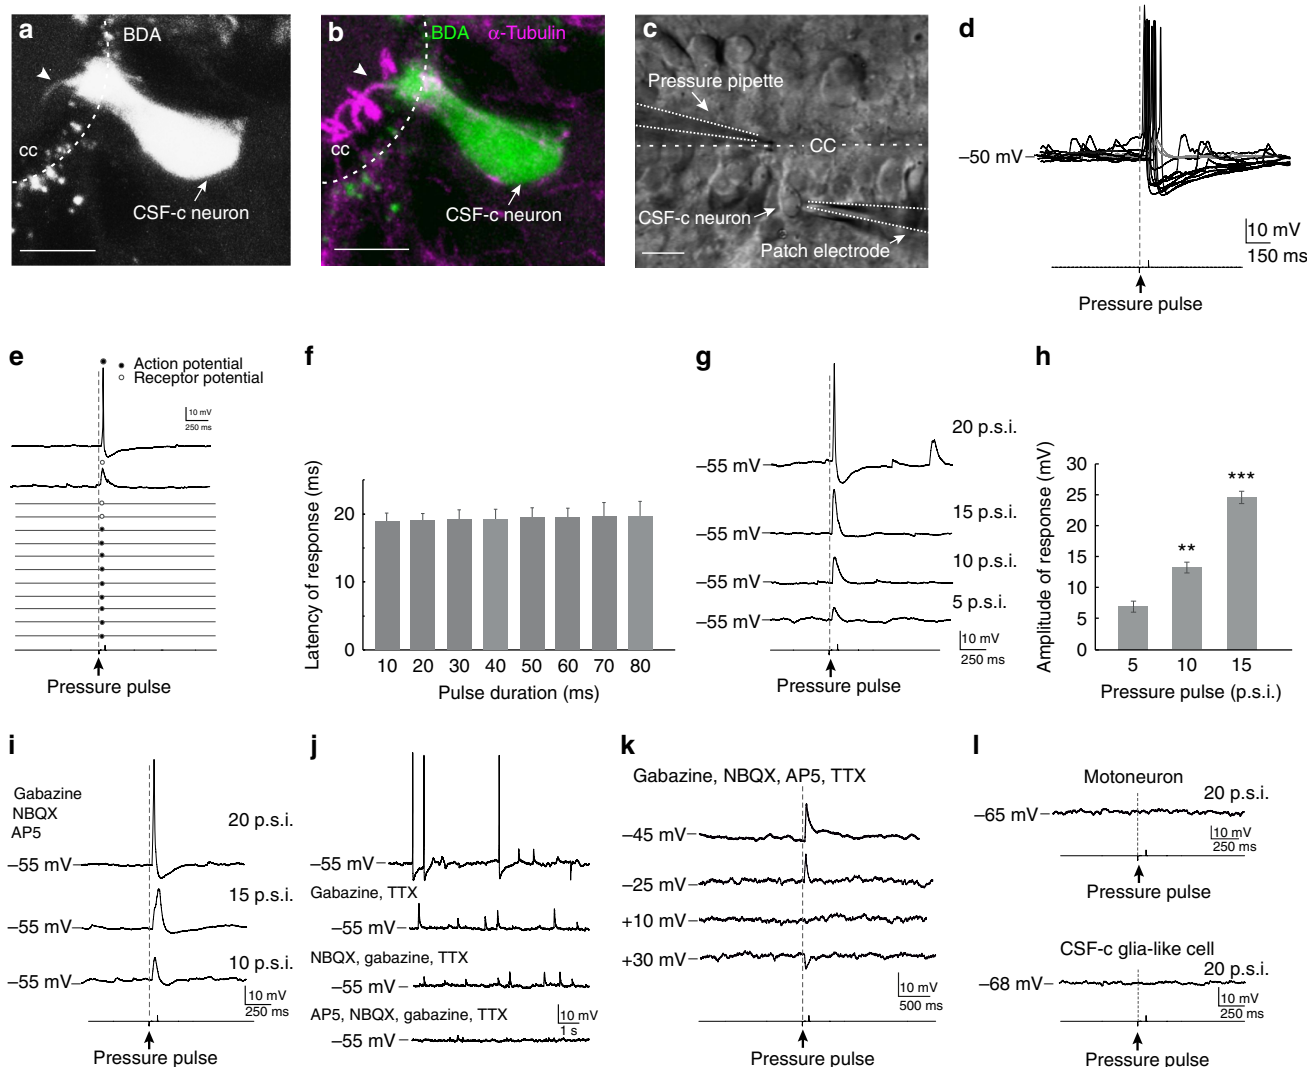 a
BDA
cc
CSF-c neuron
b
BDA α-Tubulin
cc
CSF-c neuron
c
Pressure pipette
CC
CSF-c neuron
Patch electrode
d
–50 mV
10 mV
150 ms
Pressure pulse
e
Action potential
Receptor potential
10 mV
250 ms
Pressure pulse
f
Latency of response (ms)
20
10
0
10 20 30 40 50 60 70 80
Pulse duration (ms)
g
20 p.s.i.
–55 mV
15 p.s.i.
–55 mV
10 p.s.i.
–55 mV
5 p.s.i.
–55 mV
10 mV
250 ms
Pressure pulse
h
Amplitude of response (mV)
30
25
20
15
10
5
0
**
***
5 10 15
Pressure pulse (p.s.i.)
i
Gabazine
NBQX
AP5
20 p.s.i.
–55 mV
15 p.s.i.
–55 mV
10 p.s.i.
–55 mV
10 mV
250 ms
Pressure pulse
j
–55 mV
Gabazine, TTX
–55 mV
NBQX, gabazine, TTX
–55 mV
AP5, NBQX, gabazine, TTX
–55 mV
10 mV
1 s
k
Gabazine, NBQX, AP5, TTX
–45 mV
–25 mV
+10 mV
+30 mV
10 mV
500 ms
Pressure pulse
l
Motoneuron
20 p.s.i.
–65 mV
10 mV
250 ms
Pressure pulse
CSF-c glia-like cell
20 p.s.i.
–68 mV
10 mV
250 ms
Pressure pulse